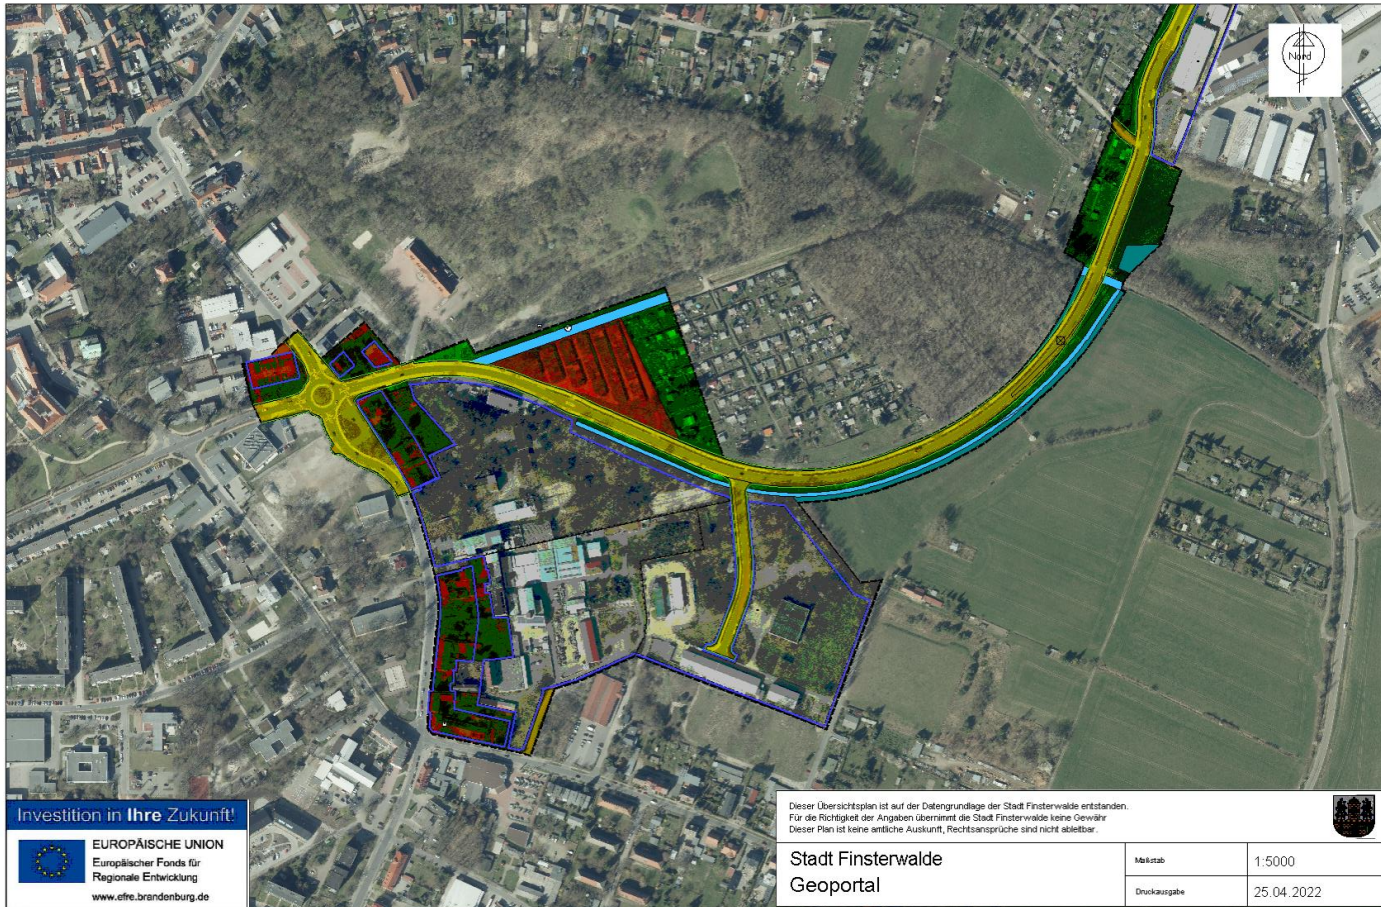 Nord
Investition in Ihre Zukunft!
EUROPÄISCHE UNION
Europäischer Fonds für
Regionale Entwicklung
www.efre.brandenburg.de
Dieser Übersichtsplan ist auf der Datengrundlage der Stadt Finsterwalde entstanden.
Für die Richtigkeit der Angaben übernimmt die Stadt Finsterwalde keine Gewähr
Dieser Plan ist keine amtliche Auskunft, Rechtsansprüche sind nicht ableitbar.
Stadt Finsterwalde
Geoportal
Maßstab
1:5000
Druckausgabe
25.04.2022